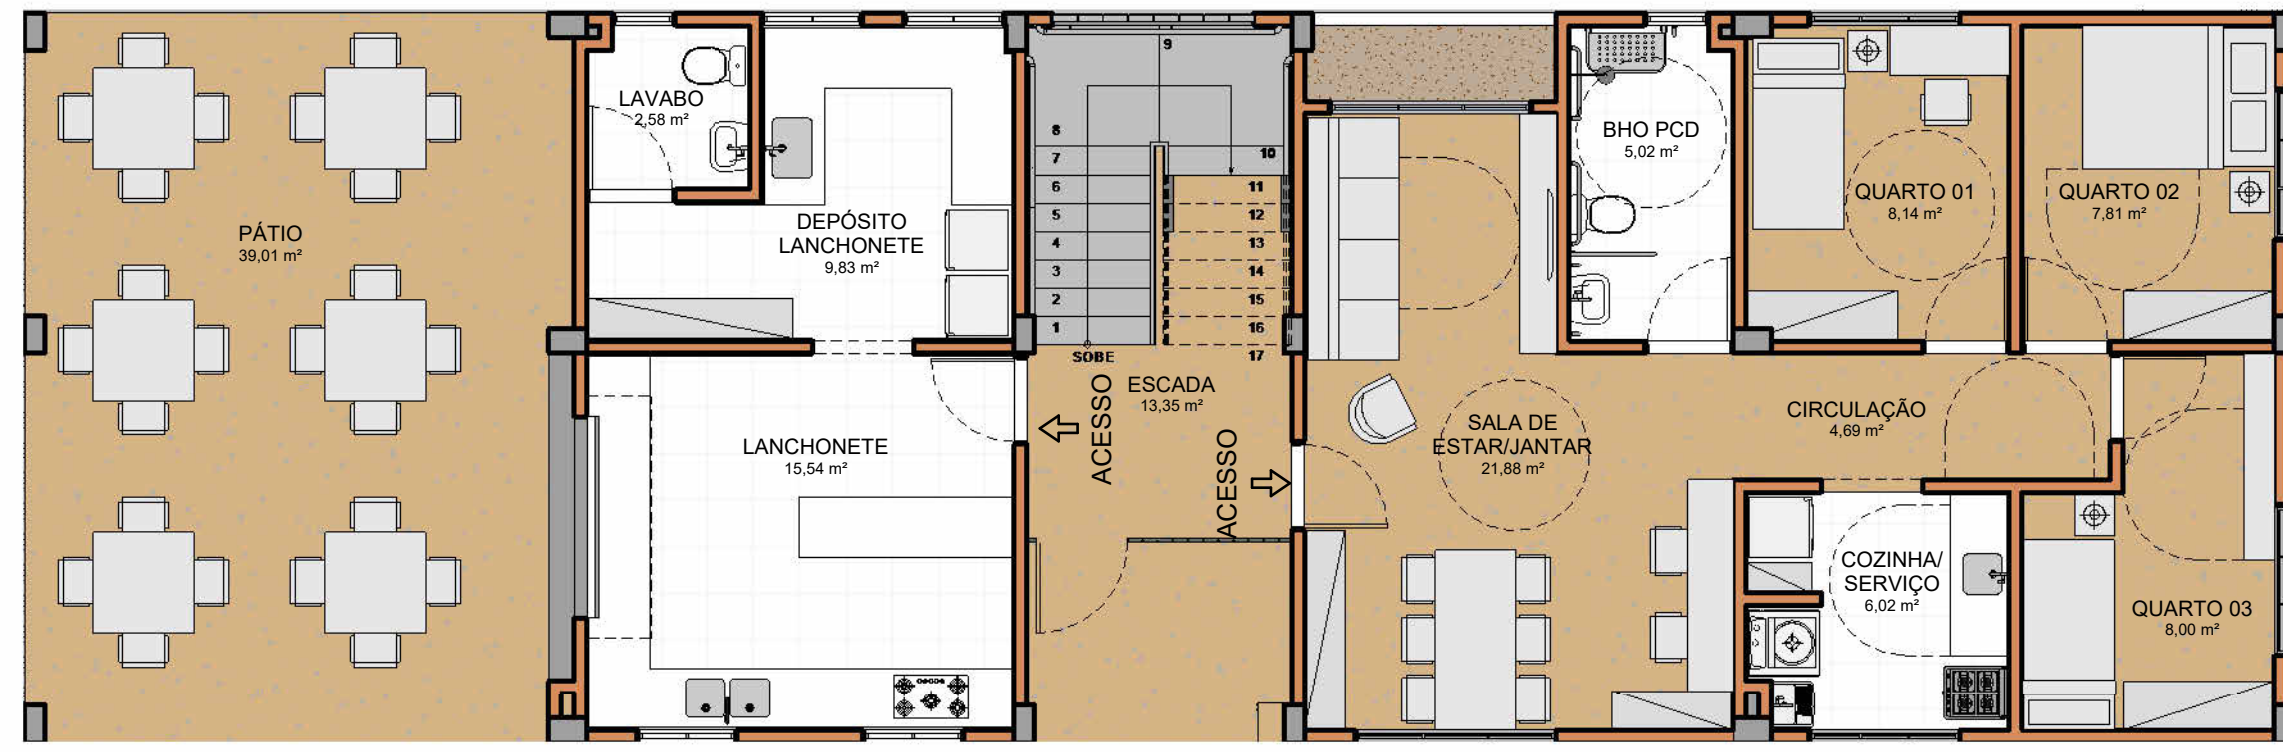 PÁTIO
39,01 m²
LAVABO
2,58 m²
DEPÓSITO
LANCHONETE
9,83 m²
LANCHONETE
15,54 m²
9
8
7
6
5
4
3
2
1
10
11
12
13
14
15
16
17
SOBE
ESCADA
13,35 m²
ACESSO
ACESSO
SALA DE
ESTAR/JANTAR
21,88 m²
BHO PCD
5,02 m²
QUARTO 01
8,14 m²
QUARTO 02
7,81 m²
CIRCULAÇÃO
4,69 m²
COZINHA/
SERVIÇO
6,02 m²
QUARTO 03
8,00 m²